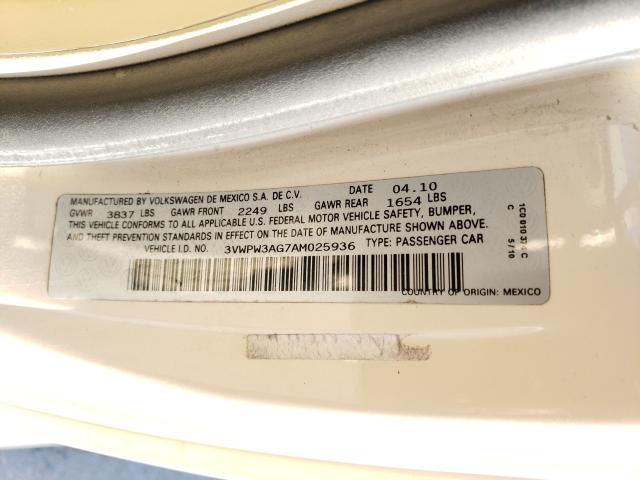 MANUFACTURED BY VOLKSWAGEN DE MEXICO S.A. DE C.V. DATE 04.10
GVWR 3837 LBS GAWR FRONT 2249 LBS GAWR REAR 1654 LBS
THIS VEHICLE CONFORMS TO ALL APPLICABLE U.S. FEDERAL MOTOR VEHICLE SAFETY, BUMPER,
AND THEFT PREVENTION STANDARDS IN EFFECT ON THE DATE OF MANUFACTURE SHOWN ABOVE.
VEHICLE I.D. NO. 3VWPW3AG7AM025936 TYPE: PASSENGER CAR
COUNTRY OF ORIGIN: MEXICO
C 5/10